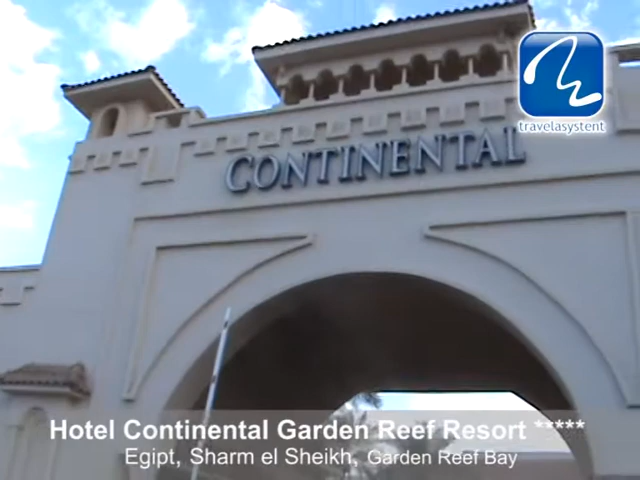 travelasystent
CONTINENTAL
Hotel Continental Garden Reef Resort *****
Egipt, Sharm el Sheikh, Garden Reef Bay